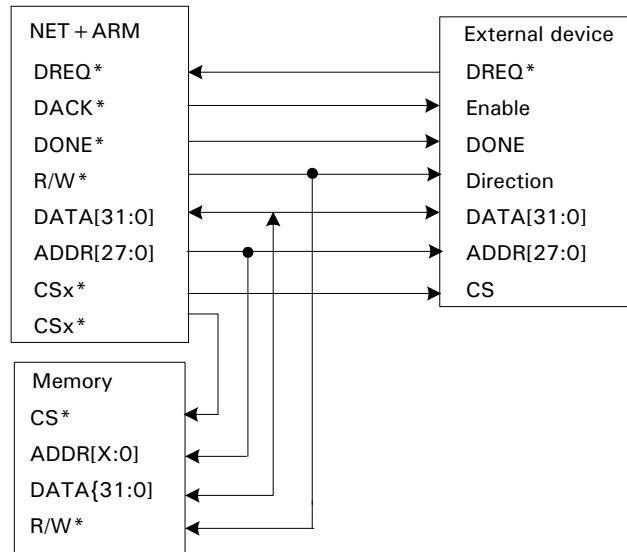 NET+ARM
DREQ*
DACK*
DONE*
R/W*
DATA[31:0]
ADDR[27:0]
CSx*
CSx*
External device
DREQ*
Enable
DONE
Direction
DATA[31:0]
ADDR[27:0]
CS
Memory
CS*
ADDR[X:0]
DATA{31:0]
R/W*